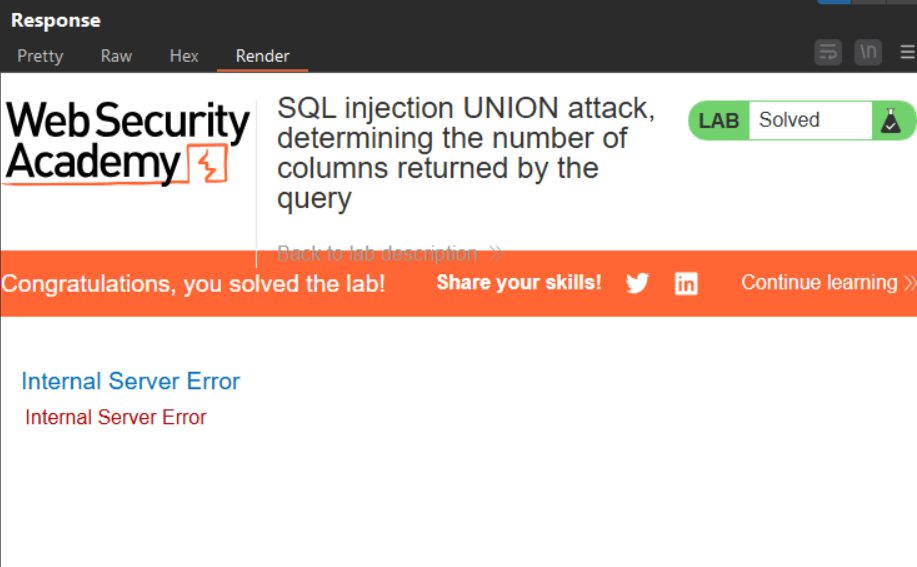 Response
Pretty Raw Hex Render \n
Web Security
Academy
SQL injection UNION attack,
determining the number of
columns returned by the
query
LAB Solved
Back to lab description
Congratulations, you solved the lab! Share your skills! in Continue learning
Internal Server Error
Internal Server Error